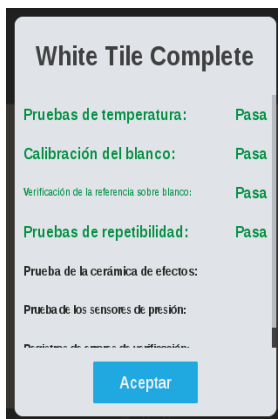 White Tile Complete
Pruebas de temperatura: Pasa
Calibración del blanco: Pasa
Verificación de la referencia sobre blanco: Pasa
Pruebas de repetibilidad: Pasa
Prueba de la cerámica de efectos:
Prueba de los sensores de presión:
Aceptar